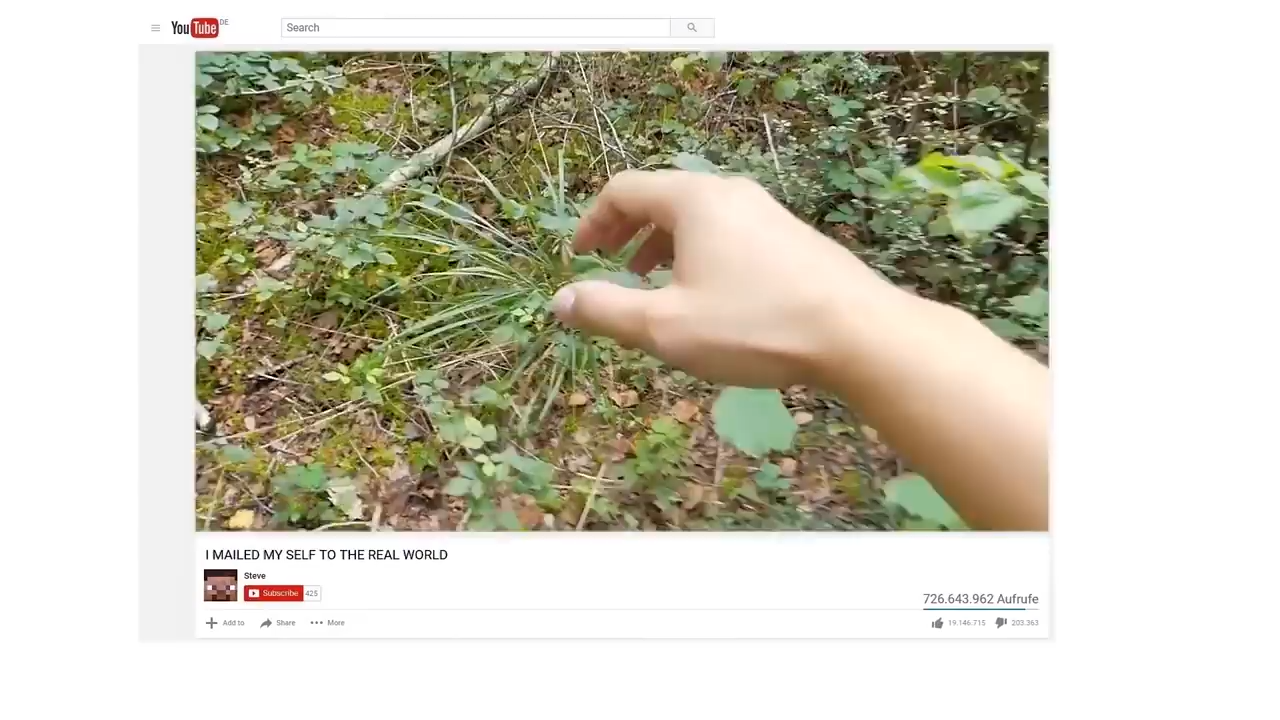 YouTube DE
Search
I MAILED MY SELF TO THE REAL WORLD
Steve
Subscribe 425
726.643.962 Aufrufe
Add to Share More
19.146.715 203.363